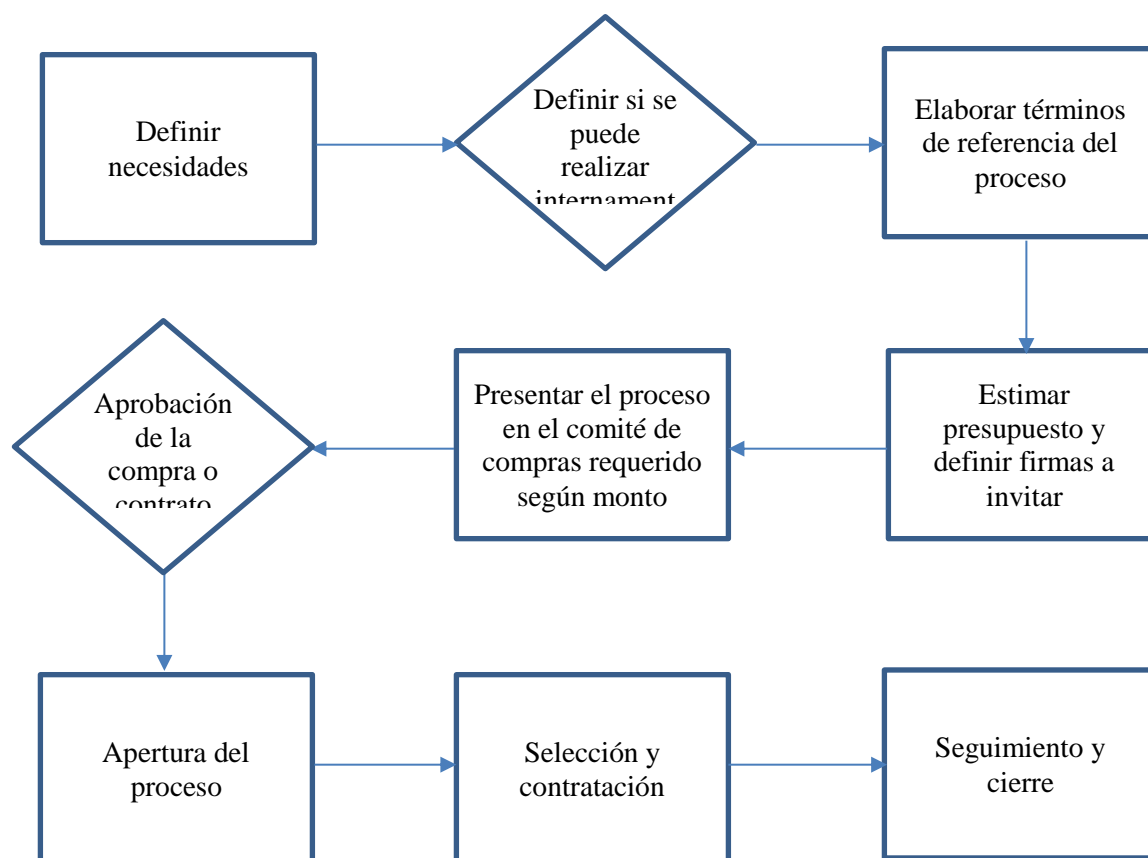 Definir
necesidades
Definir si se
puede
realizar
internament
Elaborar términos
de referencia del
proceso
Aprobación
de la
compra o
contrato
Presentar el proceso
en el comité de
compras requerido
según monto
Estimar
presupuesto y
definir firmas a
invitar
Apertura del
proceso
Selección y
contratación
Seguimiento y
cierre